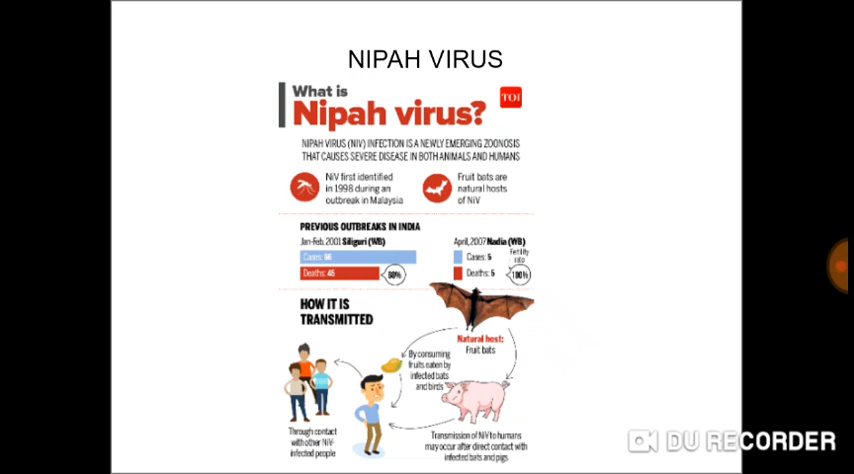 NIPAH VIRUS
What is
Nipah virus?
TOI
NIPAH VIRUS (NIV) INFECTION IS A NEWLY EMERGING ZOONOSIS
THAT CAUSES SEVERE DISEASE IN BOTH ANIMALS AND HUMANS
NiV first identified
in 1998 during an
outbreak in Malaysia
Fruit bats are
natural hosts
of NiV
PREVIOUS OUTBREAKS IN INDIA
Jan-Feb, 2001 Siliguri (WB)
Cases: 66
Deaths: 45
April, 2007 Nadia (WB)
Cases: 5
Deaths: 5
Fetility
100%
HOW IT IS
TRANSMITTED
Natural host:
Fruit bats
By consuming
fruits eaten by
infected bats
and birds
Through contact
with other NiV-
infected people
Transmission of NiV to humans
may occur after direct contact with
infected bats and pigs
DU RECORDER